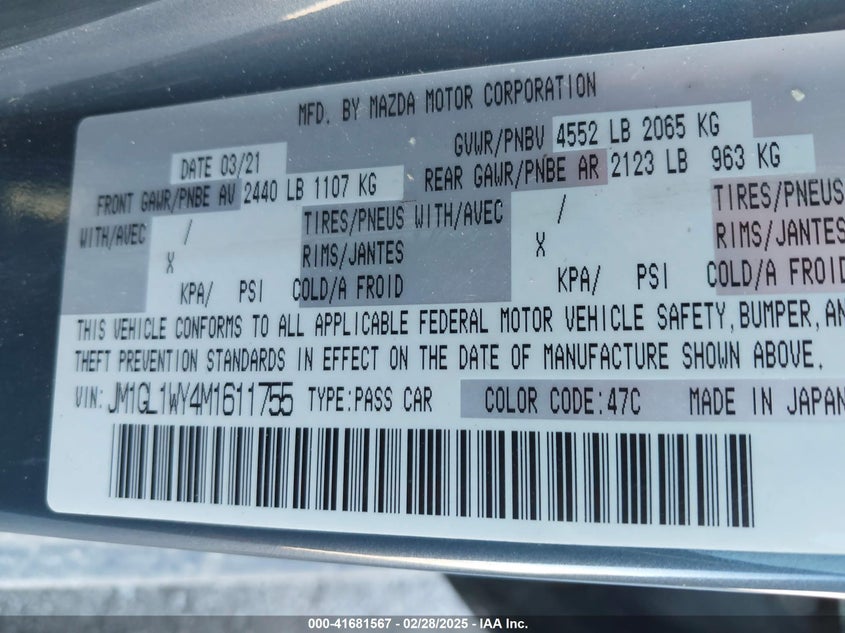 MFD. BY MAZDA MOTOR CORPORATION
DATE 03/21 GVWR/PNBV 4552 LB 2065 KG
FRONT GAWR/PNBE AV 2440 LB 1107 KG REAR GAWR/PNBE AR 2123 LB 963 KG
WITH/AVEC / TIRES/PNEUS WITH/AVEC / TIRES/PNEUS
X RIMS/JANTES X RIMS/JANTES
KPA/ PSI COLD/A FROID KPA/ PSI COLD/A FROID
THIS VEHICLE CONFORMS TO ALL APPLICABLE FEDERAL MOTOR VEHICLE SAFETY, BUMPER, AN
THEFT PREVENTION STANDARDS IN EFFECT ON THE DATE OF MANUFACTURE SHOWN ABOVE.
VIN: JM1GL1WY4M1611755 TYPE:PASS CAR COLOR CODE:47C MADE IN JAPAN
000-41681567 - 02/28/2025 - IAA Inc.